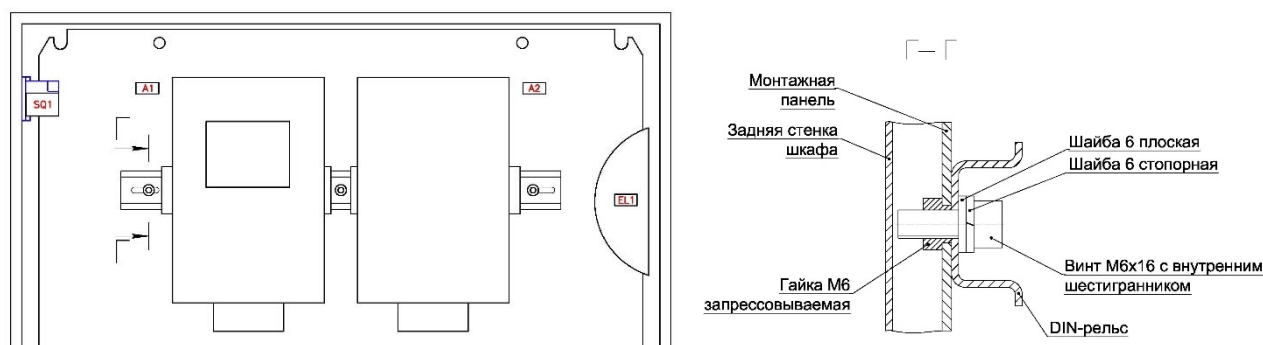 A1
A2
SQ1
EL1
Г
Г
Г—Г
Монтажная
панель
Задняя стенка
шкафа
Шайба 6 плоская
Шайба 6 стопорная
Гайка М6
запрессовываемая
Винт М6х16 с внутренним
шестигранником
DIN-рельс